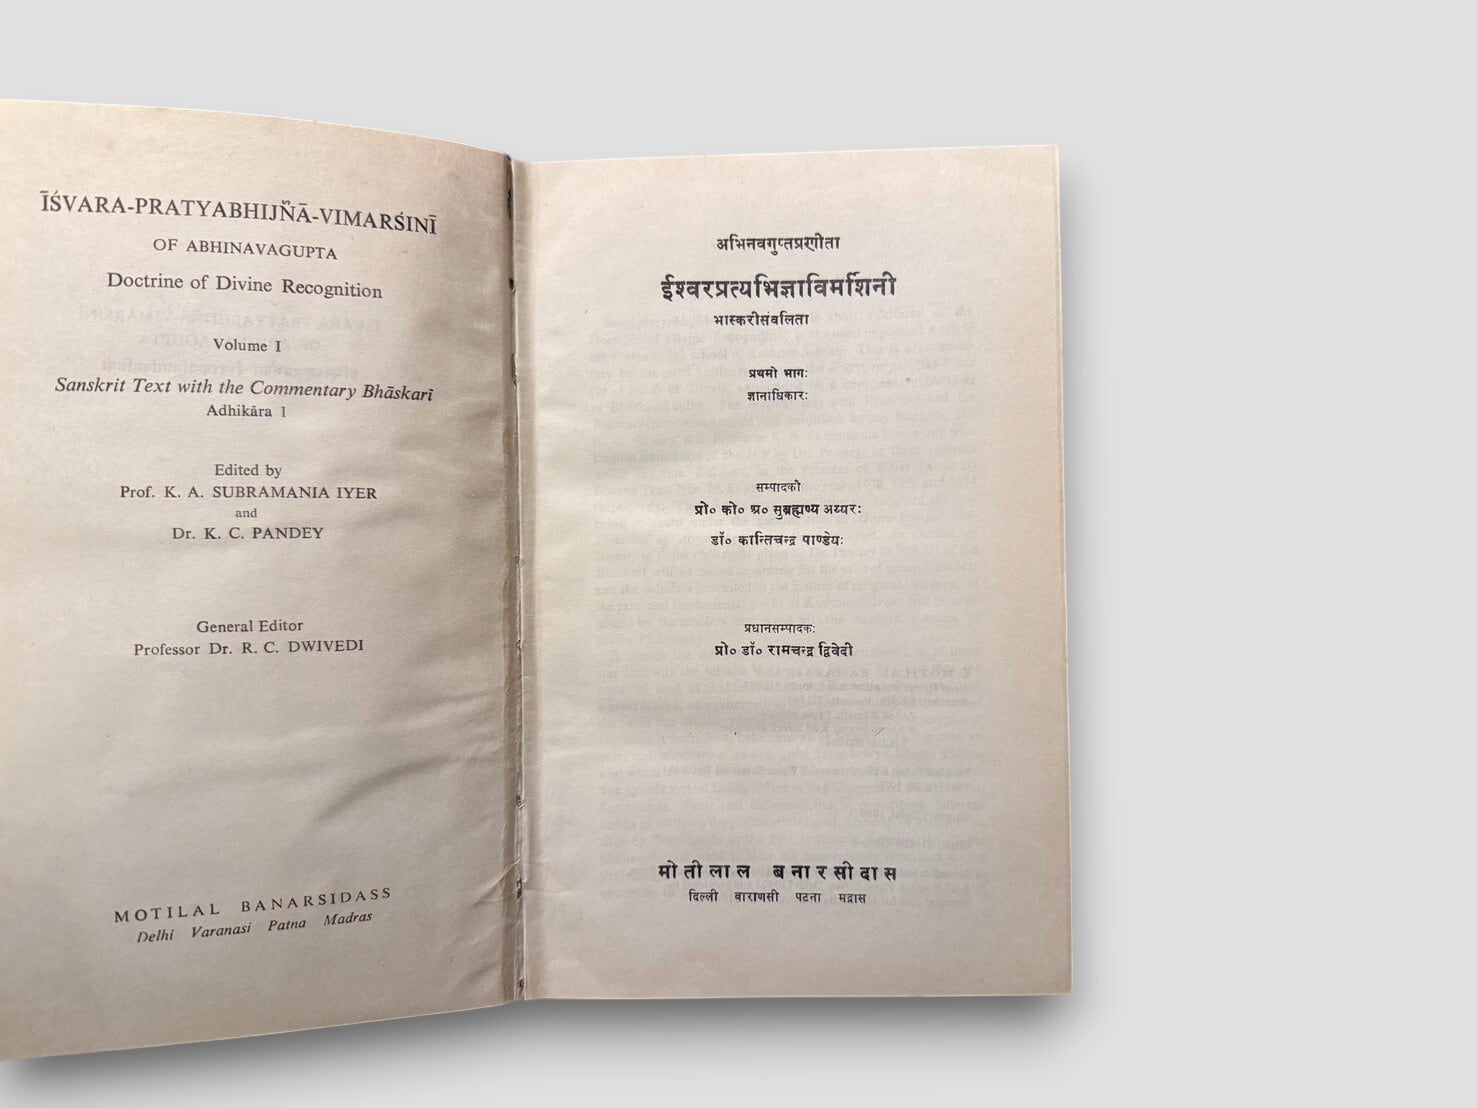 ĪŚVARA-PRATYABHIJÑĀ-VIMARŚINĪ
OF ABHINAVAGUPTA
Doctrine of Divine Recognition
Volume I
Sanskrit Text with the Commentary Bhāskarī
Adhikāra 1
Edited by
Prof. K. A. SUBRAMANIA IYER
and
Dr. K. C. PANDEY
General Editor
Professor Dr. R. C. DWIVEDI
MOTILAL BANARSIDASS
Delhi Varanasi Patna Madras
अभिनवगुप्तप्रणीता
ईश्वरप्रत्यभिज्ञाविमर्शिनी
भास्करीसंवलिता
प्रथमो भागः
ज्ञानाधिकारः
सम्पादकौ
प्रो० को० अ० सुब्रह्मण्य अय्यरः
डॉ० कान्तिचन्द्र पाण्डेयः
प्रधानसम्पादकः
प्रो० डॉ० रामचन्द्र द्विवेदी
मोतीलाल बनारसीदास
दिल्ली वाराणसी पटना मद्रास